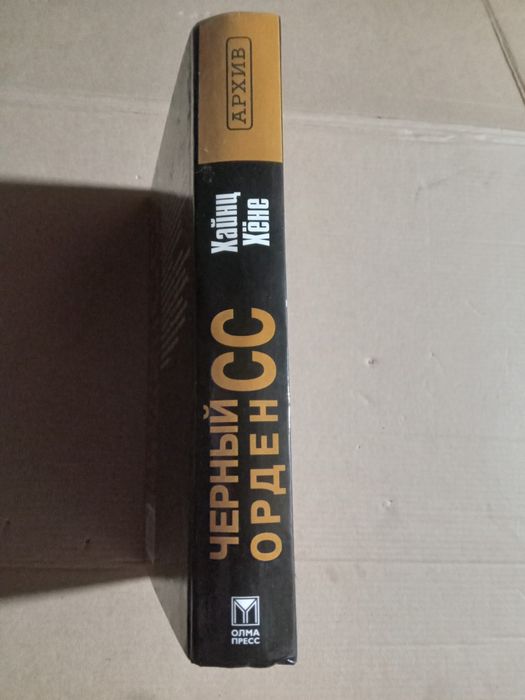 АРХИВ
Хайнц
Хёне
ЧЕРНЫЙ
ОРДЕН СС
ОЛМА
ПРЕСС